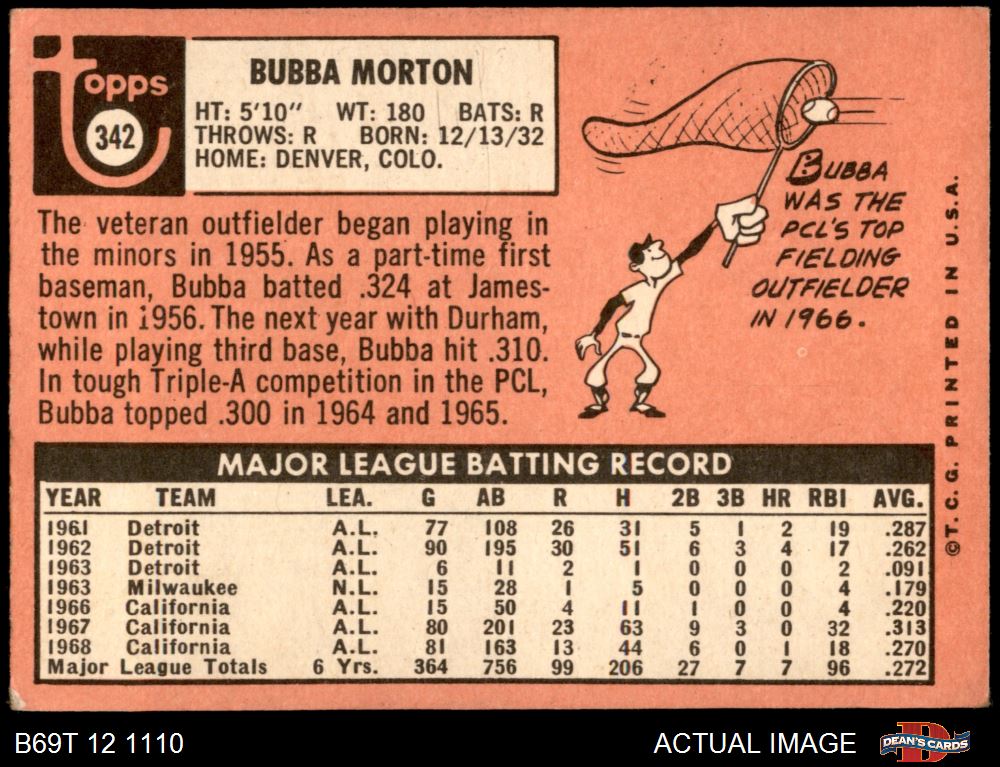 Topps
342
BUBBA MORTON
HT: 5'10" WT: 180 BATS: R
THROWS: R BORN: 12/13/32
HOME: DENVER, COLO.
The veteran outfielder began playing in
the minors in 1955. As a part-time first
baseman, Bubba batted .324 at James-
town in 1956. The next year with Durham,
while playing third base, Bubba hit .310.
In tough Triple-A competition in the PCL,
Bubba topped .300 in 1964 and 1965.
BUBBA
WAS THE
PCL'S TOP
FIELDING
OUTFIELDER
IN 1966.
©T.C.G. PRINTED IN U.S.A.
MAJOR LEAGUE BATTING RECORD
YEAR TEAM LEA. G AB R H 2B 3B HR RBI AVG.
1961 Detroit A.L. 77 108 26 31 5 1 2 19 .287
1962 Detroit A.L. 90 195 30 51 6 3 4 17 .262
1963 Detroit A.L. 6 11 2 1 0 0 0 2 .091
1963 Milwaukee N.L. 15 28 1 5 0 0 0 4 .179
1966 California A.L. 15 50 4 11 1 0 0 4 .220
1967 California A.L. 80 201 23 63 9 3 0 32 .313
1968 California A.L. 81 163 13 44 6 0 1 18 .270
Major League Totals 6 Yrs. 364 756 99 206 27 7 7 96 .272
B69T 12 1110
ACTUAL IMAGE
DEAN'S CARDS